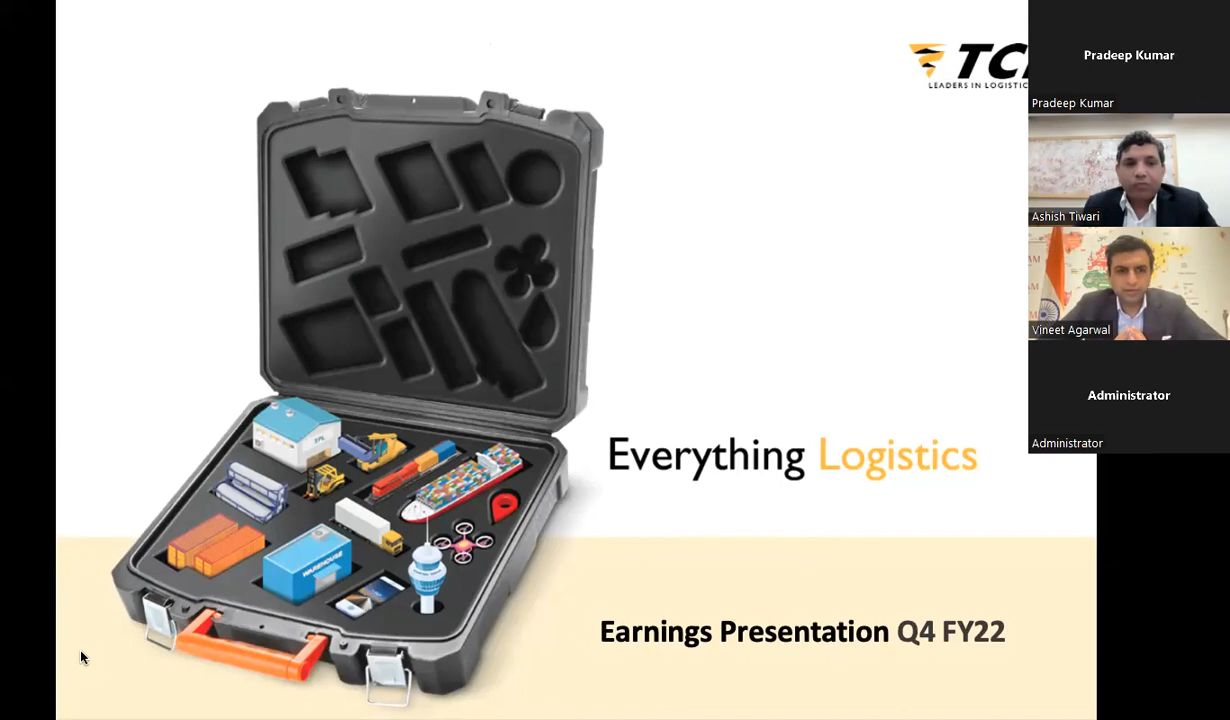 TCI
LEADERS IN LOGISTICS
Everything Logistics
Earnings Presentation Q4 FY22
3PL
WAREHOUSE
Pradeep Kumar
Pradeep Kumar
Ashish Tiwari
Vineet Agarwal
Administrator
Administrator